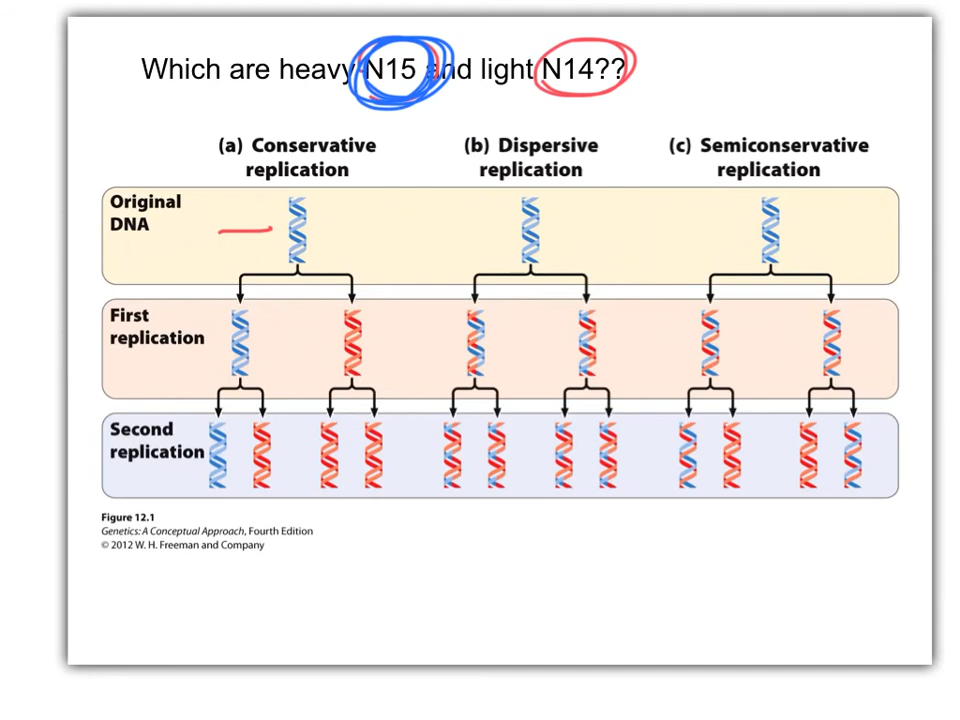 Which are heavy N15 and light N14??
(a) Conservative
replication
(b) Dispersive
replication
(c) Semiconservative
replication
Original
DNA
First
replication
Second
replication
Figure 12.1
Genetics: A Conceptual Approach, Fourth Edition
© 2012 W. H. Freeman and Company